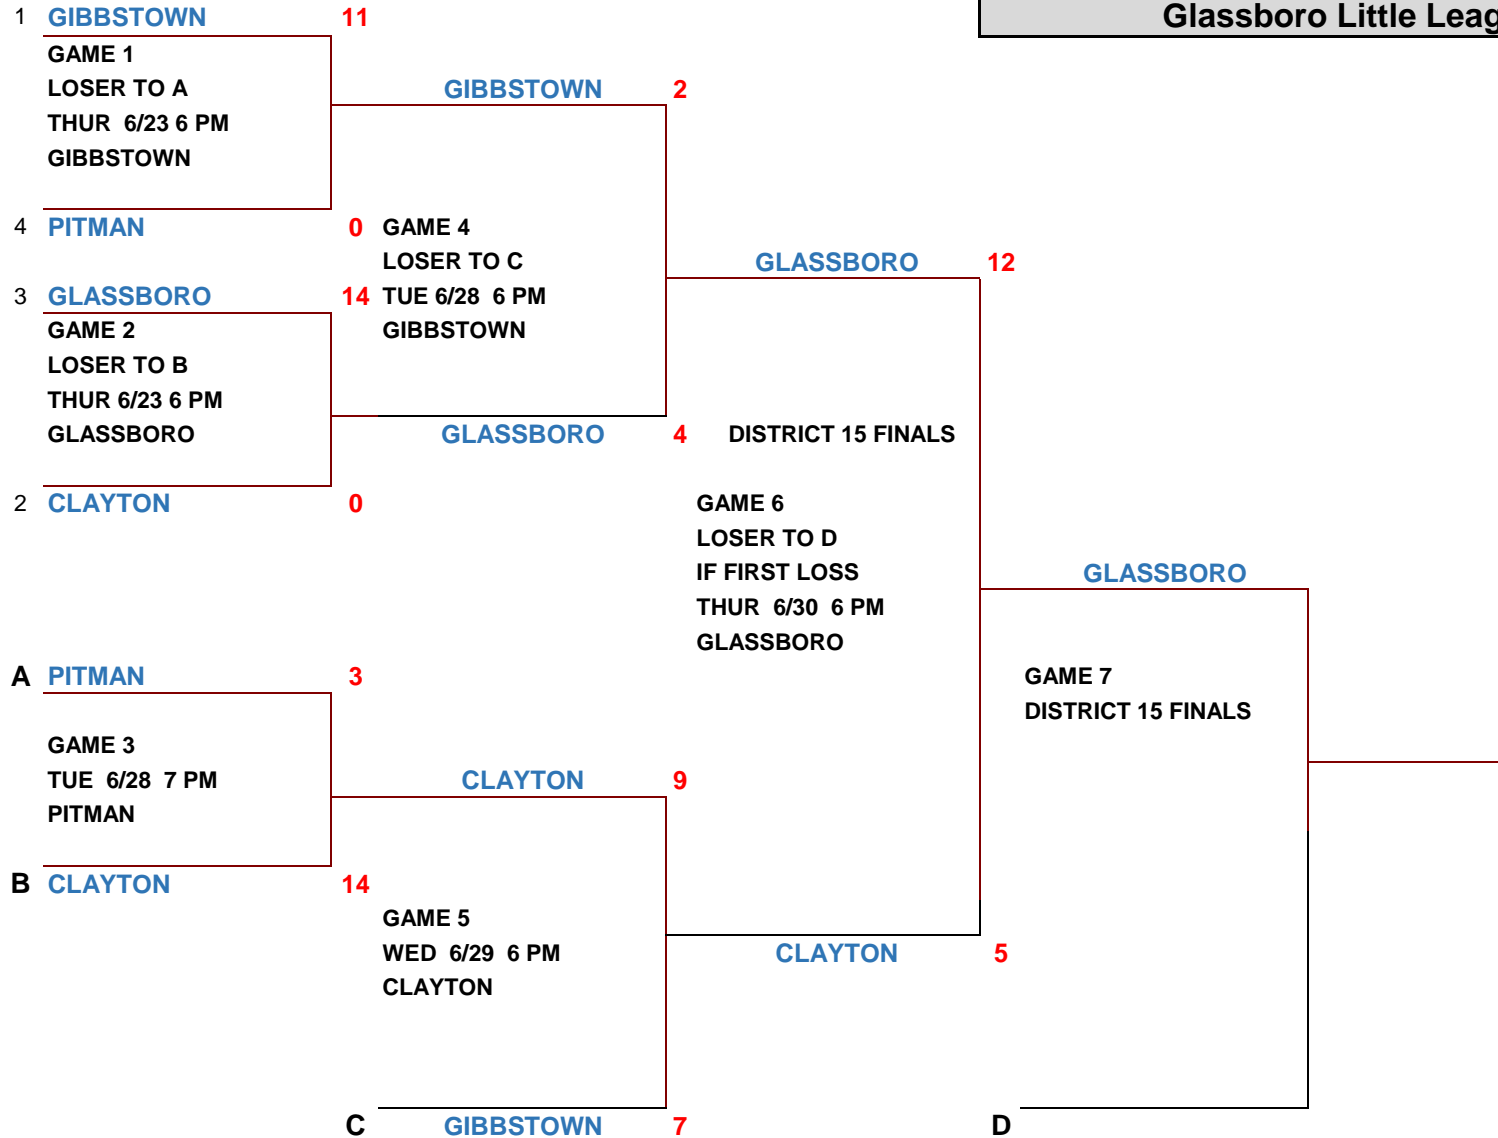 Glassboro Little Leag
1 GIBBSTOWN 11
GAME 1
LOSER TO A
THUR 6/23 6 PM
GIBBSTOWN
4 PITMAN 0
3 GLASSBORO 14
GAME 2
LOSER TO B
THUR 6/23 6 PM
GLASSBORO
2 CLAYTON 0
GIBBSTOWN 2
GAME 4
LOSER TO C
TUE 6/28 6 PM
GIBBSTOWN
GLASSBORO 4
GLASSBORO 12
DISTRICT 15 FINALS
GAME 6
LOSER TO D
IF FIRST LOSS
THUR 6/30 6 PM
GLASSBORO
GLASSBORO
GAME 7
DISTRICT 15 FINALS
A PITMAN 3
GAME 3
TUE 6/28 7 PM
PITMAN
B CLAYTON 14
CLAYTON 9
GAME 5
WED 6/29 6 PM
CLAYTON
C GIBBSTOWN 7
CLAYTON 5
D